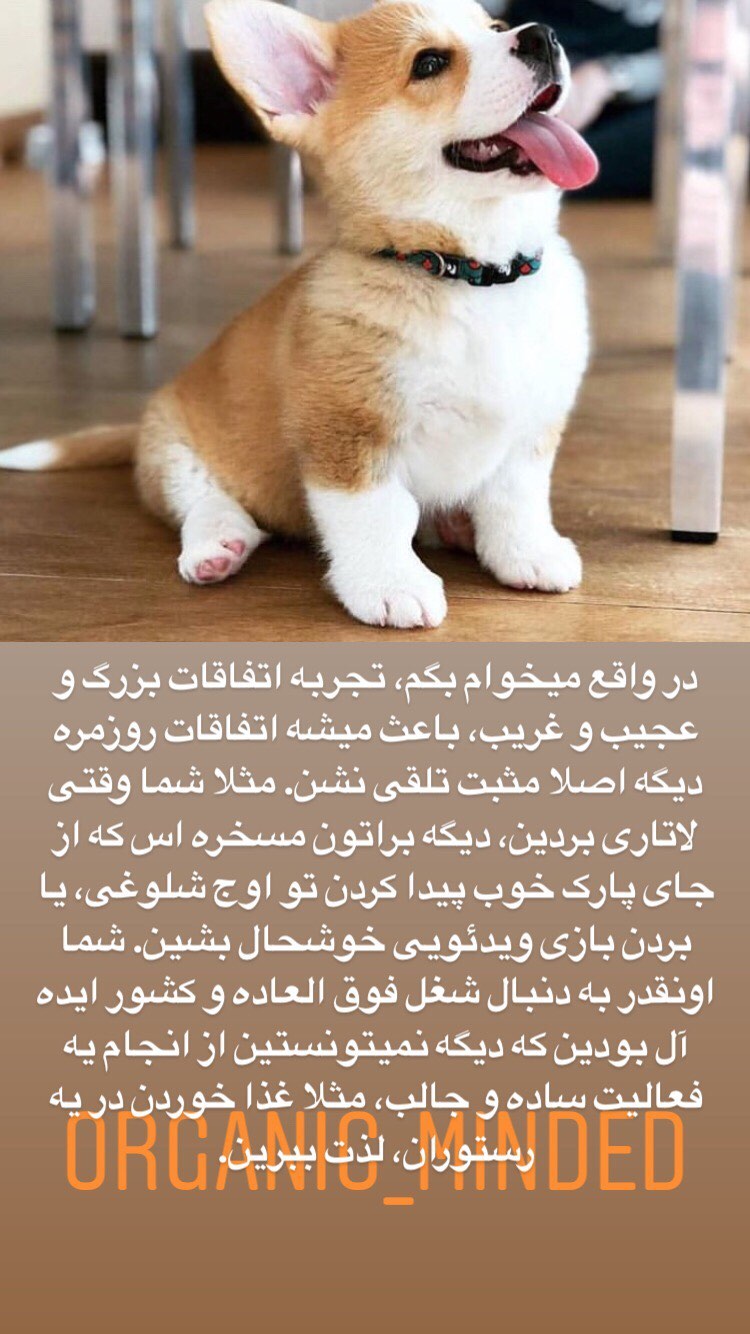 در واقع میخوام بگم، تجربه اتفاقات بزرگ و
عجیب و غریب، باعث میشه اتفاقات روزمره
دیگه اصلا مثبت تلقی نشن. مثلا شما وقتی
لاتاری بردین، دیگه براتون مسخره اس که از
جای پارک خوب پیدا کردن تو اوج شلوغی، یا
بردن بازی ویدئویی خوشحال بشین. شما
اونقدر به دنبال شغل فوق العاده و کشور ایده
آل بودین که دیگه نمیتونستین از انجام یه
فعالیت ساده و جالب، مثلا غذا خوردن در یه
رستوران، لذت ببرین.
ORGANIC_MINDED